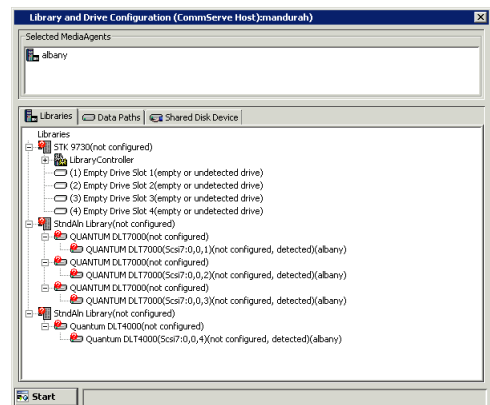 Library and Drive Configuration (CommServe Host):mandurah)
Selected MediaAgents
albany
Libraries
Data Paths
Shared Disk Device
Libraries
STK 9730(not configured)
LibraryController
(1) Empty Drive Slot 1(empty or undetected drive)
(2) Empty Drive Slot 2(empty or undetected drive)
(3) Empty Drive Slot 3(empty or undetected drive)
(4) Empty Drive Slot 4(empty or undetected drive)
StndAln Library(not configured)
QUANTUM DLT7000(not configured)
QUANTUM DLT7000(Scsi7:0,0,1)(not configured, detected)(albany)
QUANTUM DLT7000(not configured)
QUANTUM DLT7000(Scsi7:0,0,2)(not configured, detected)(albany)
QUANTUM DLT7000(not configured)
QUANTUM DLT7000(Scsi7:0,0,3)(not configured, detected)(albany)
StndAln Library(not configured)
Quantum DLT4000(not configured)
Quantum DLT4000(Scsi7:0,0,4)(not configured, detected)(albany)
Start